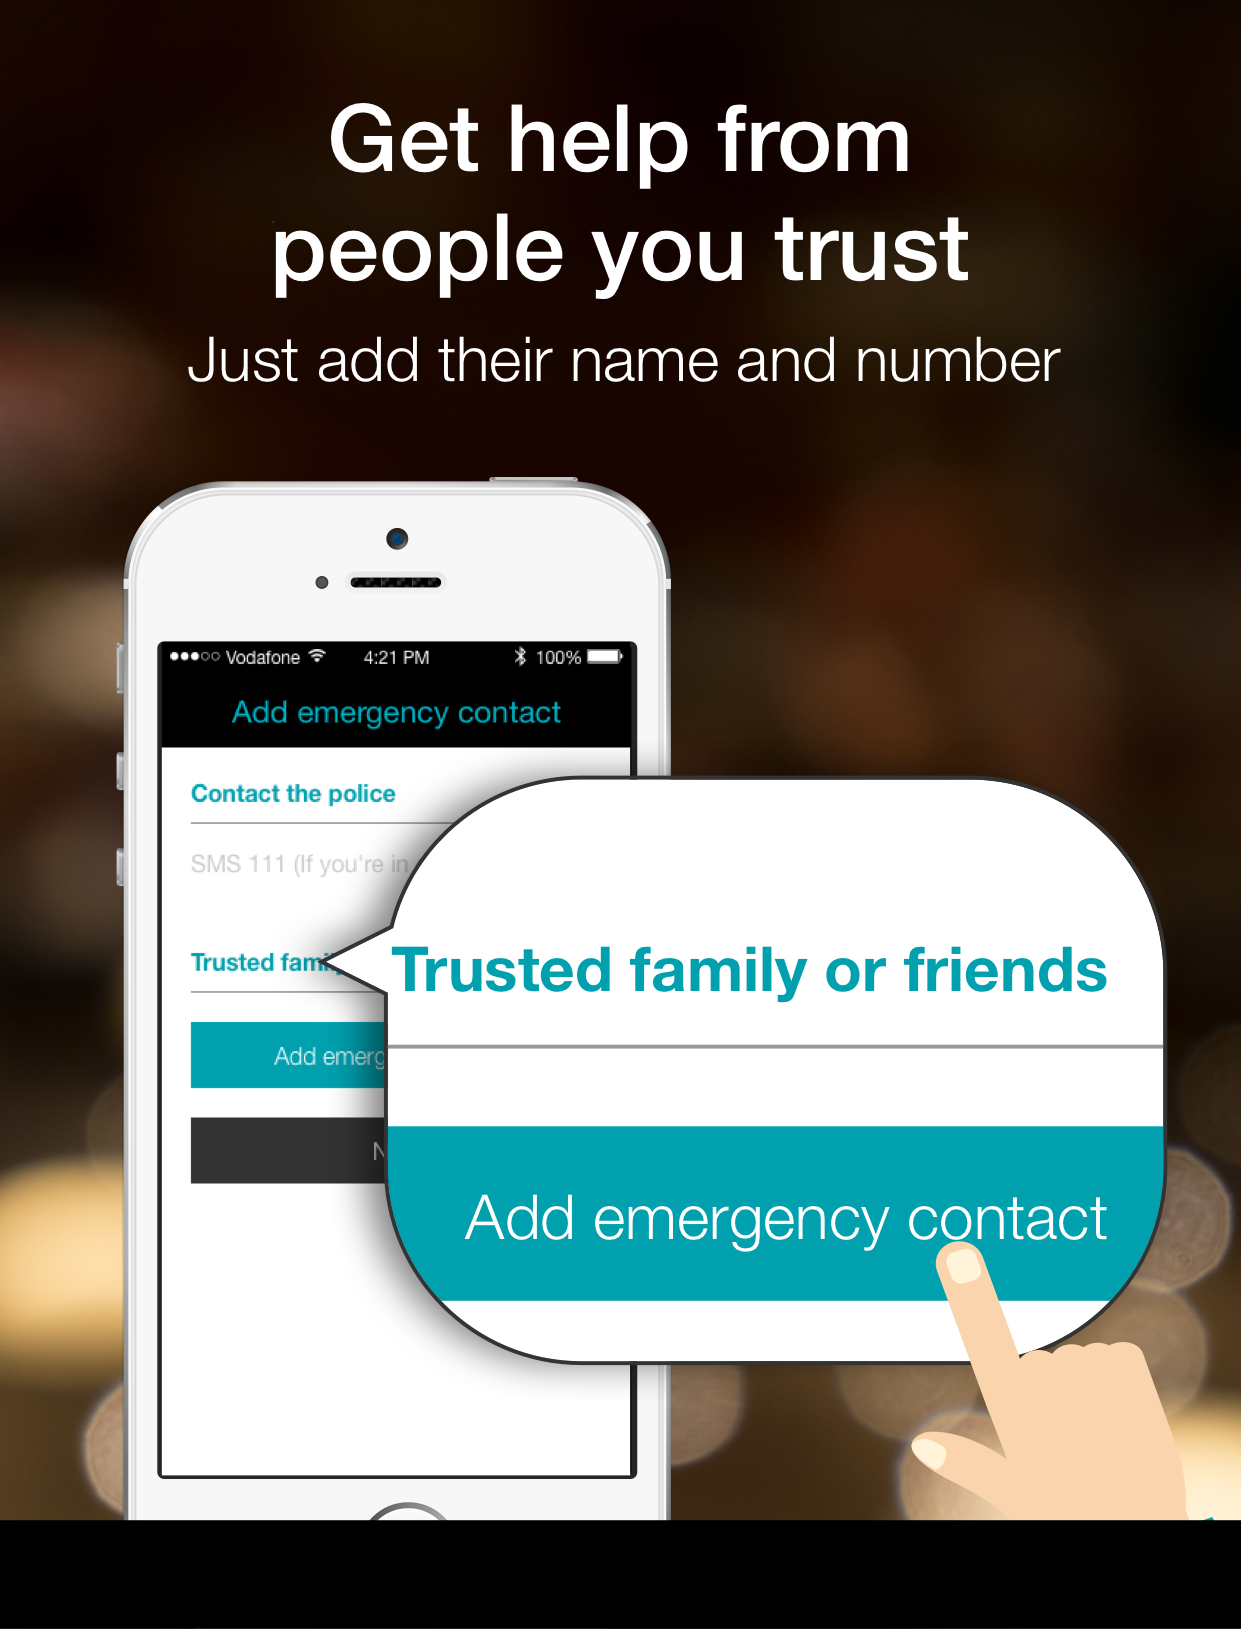 Get help from
people you trust
Just add their name and number
Vodafone 4:21 PM 100%
Add emergency contact
Contact the police
SMS 111 (If you're in
Trusted family
Trusted family or friends
Add emerg
Add emergency contact